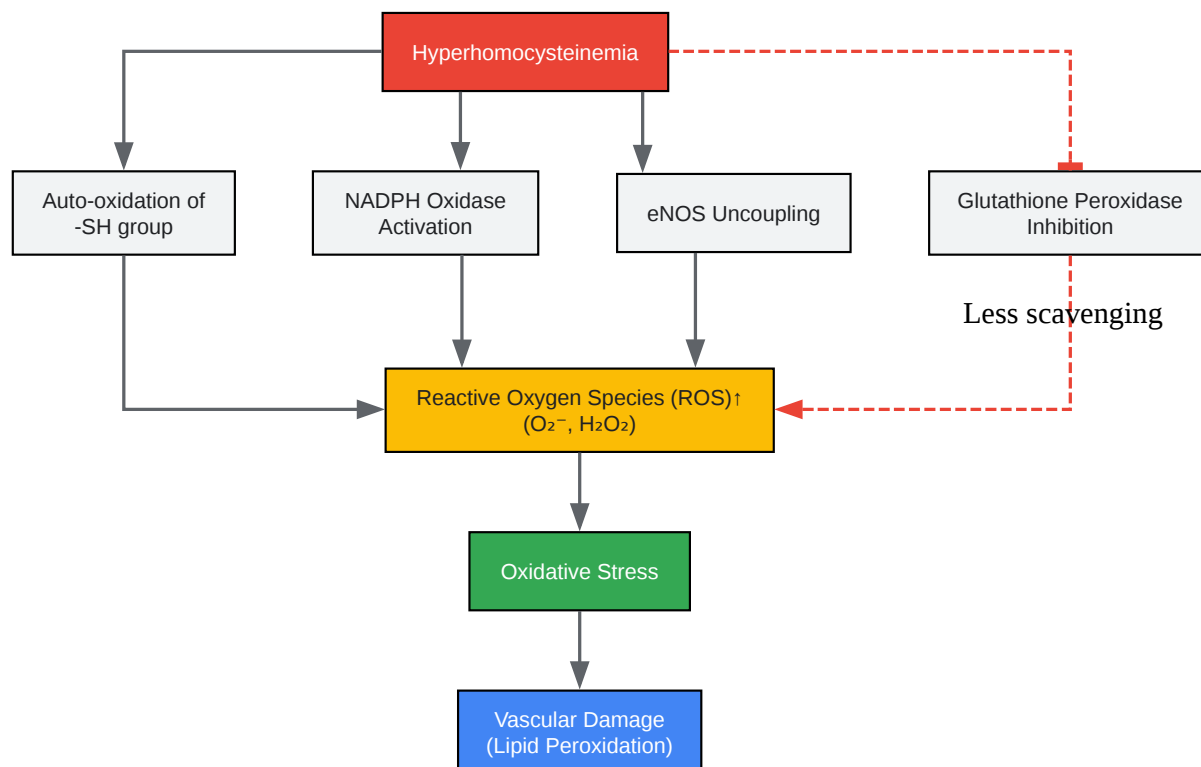 Hyperhomocysteinemia
Auto-oxidation of
-SH group
NADPH Oxidase
Activation
eNOS Uncoupling
Glutathione Peroxidase
Inhibition
Less scavenging
Reactive Oxygen Species (ROS)↑
(O₂⁻, H₂O₂)
Oxidative Stress
Vascular Damage
(Lipid Peroxidation)